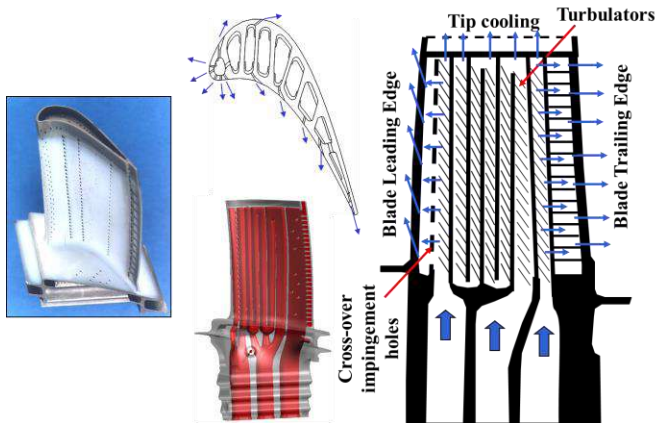 Tip cooling
Turbulators
Blade Leading Edge
Blade Trailing Edge
Cross-over
impingement
holes